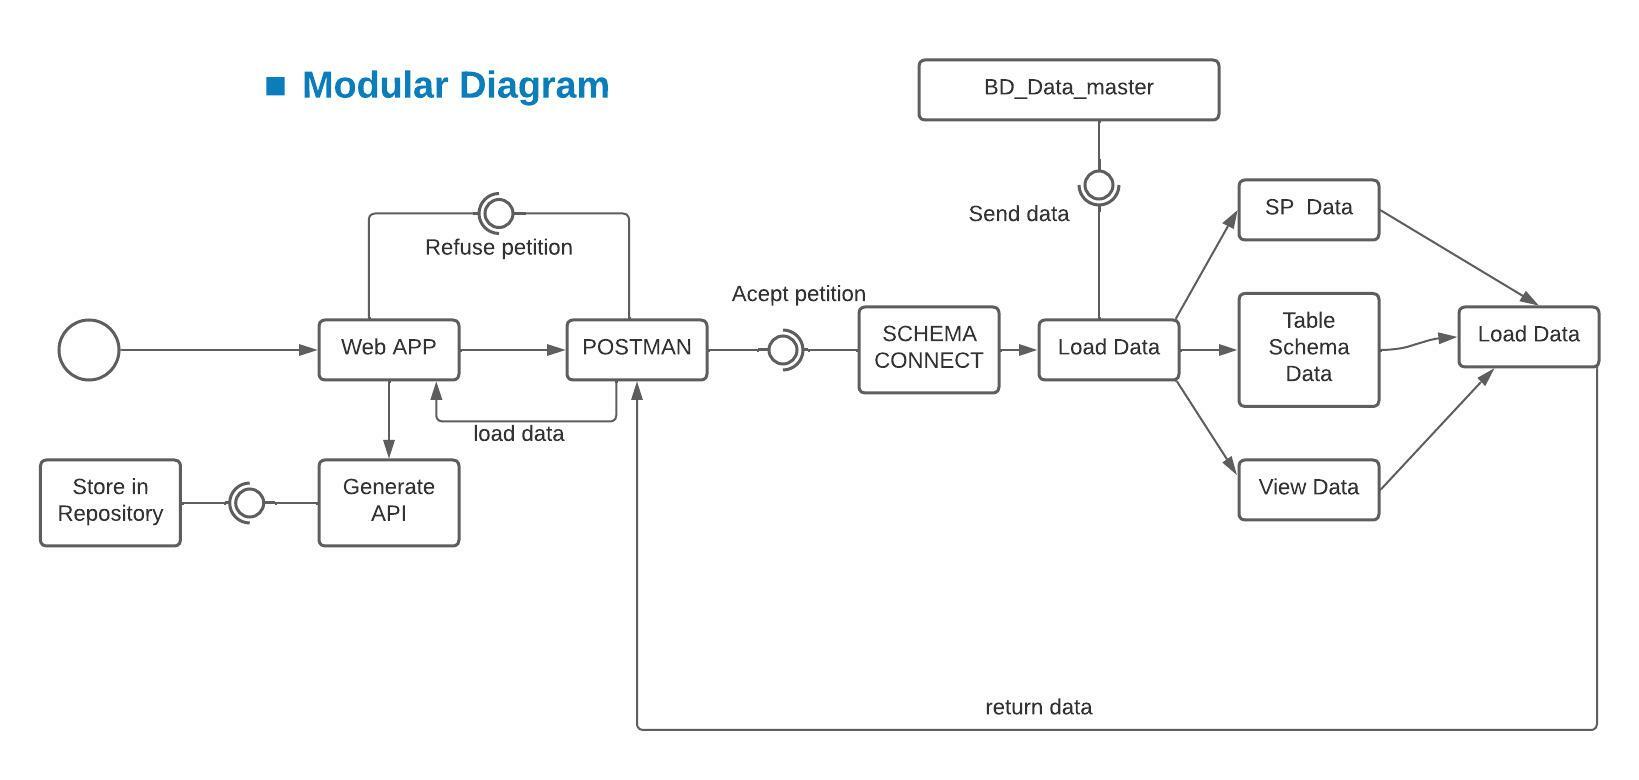 Modular Diagram
BD_Data_master
SP  Data
Send data
Refuse petition
Acept petition
Web APP
POSTMAN
SCHEMA
CONNECT
Load Data
Table
Schema
Data
Load Data
load data
Store in
Repository
Generate
API
View Data
return data